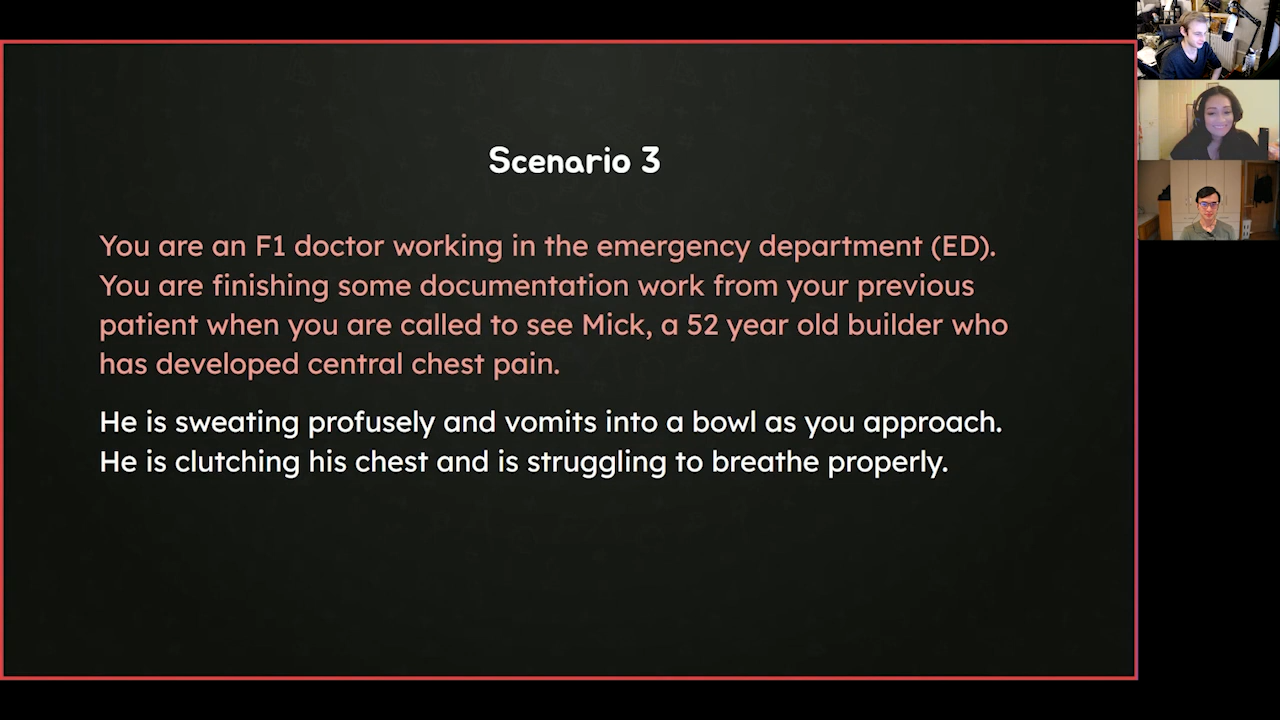 Scenario 3
You are an F1 doctor working in the emergency department (ED).
You are finishing some documentation work from your previous
patient when you are called to see Mick, a 52 year old builder who
has developed central chest pain.
He is sweating profusely and vomits into a bowl as you approach.
He is clutching his chest and is struggling to breathe properly.